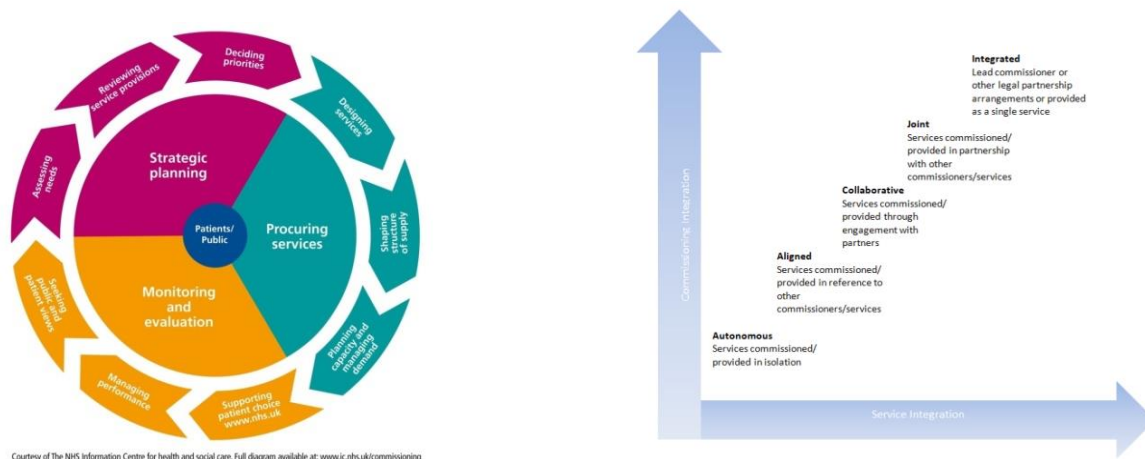 Deciding
priorities
Designing
services
Shaping
structure
of supply
Planning
capacity and
managing
demand
Supporting
patient choice
www.nhs.uk
Managing
performance
Seeking
public and
patient views
Assessing
needs
Reviewing
service provisions
Strategic
planning
Patients/
Public
Procuring
services
Monitoring
and
evaluation
Courtesy of The NHS Information Centre for health and social care. Full diagram available at: www.ic.nhs.uk/commissioning
Commissioning Integration
Integrated
Lead commissioner or
other legal partnership
arrangements or provided
as a single service
Joint
Services commissioned/
provided in partnership
with other
commissioners/services
Collaborative
Services commissioned/
provided through
engagement with
partners
Aligned
Services commissioned/
provided in reference to
other
commissioners/services
Autonomous
Services commissioned/
provided in isolation
Service Integration